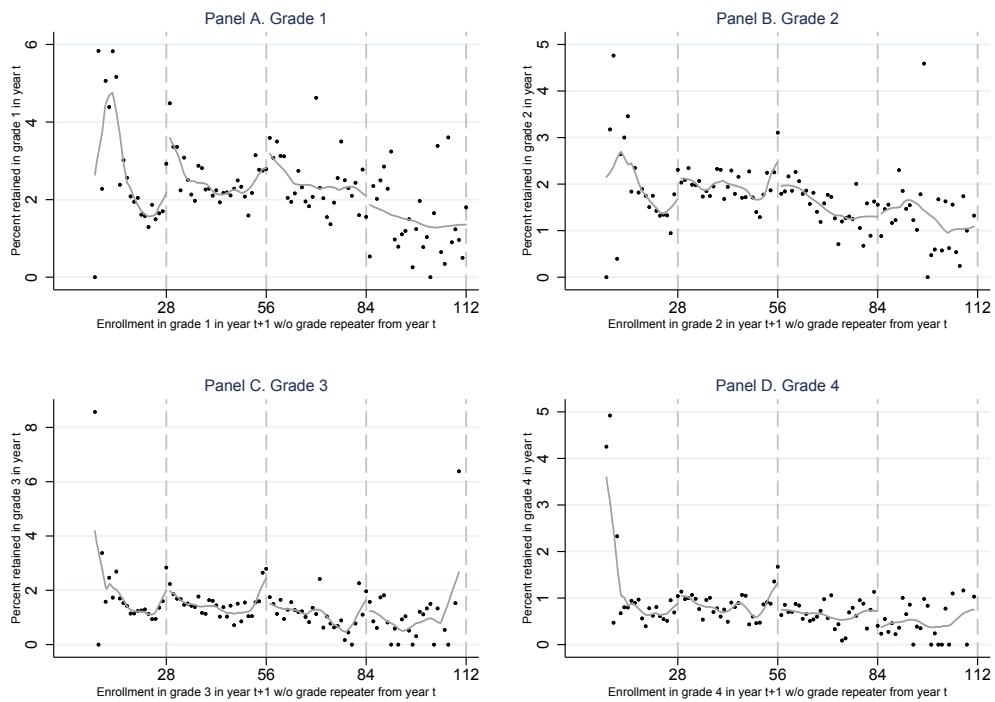 Panel A. Grade 1
Percent retained in grade 1 in year t
6
4
2
0
28 56 84 112
Enrollment in grade 1 in year t+1 w/o grade repeater from year t
Panel B. Grade 2
Percent retained in grade 2 in year t
5
4
3
2
1
0
28 56 84 112
Enrollment in grade 2 in year t+1 w/o grade repeater from year t
Panel C. Grade 3
Percent retained in grade 3 in year t
8
6
4
2
0
28 56 84 112
Enrollment in grade 3 in year t+1 w/o grade repeater from year t
Panel D. Grade 4
Percent retained in grade 4 in year t
5
4
3
2
1
0
28 56 84 112
Enrollment in grade 4 in year t+1 w/o grade repeater from year t